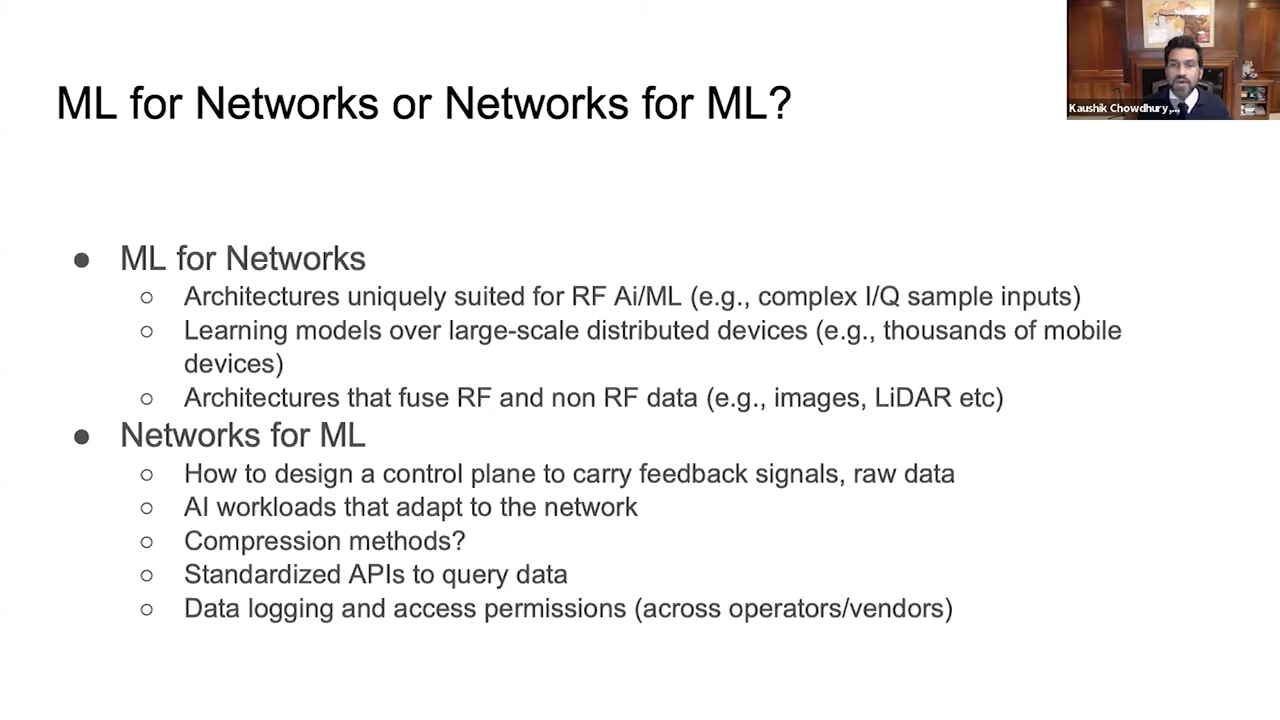 ML for Networks or Networks for ML?
Kaushik Chowdhury,...
● ML for Networks
○ Architectures uniquely suited for RF Ai/ML (e.g., complex I/Q sample inputs)
○ Learning models over large-scale distributed devices (e.g., thousands of mobile
devices)
○ Architectures that fuse RF and non RF data (e.g., images, LiDAR etc)
● Networks for ML
○ How to design a control plane to carry feedback signals, raw data
○ AI workloads that adapt to the network
○ Compression methods?
○ Standardized APIs to query data
○ Data logging and access permissions (across operators/vendors)